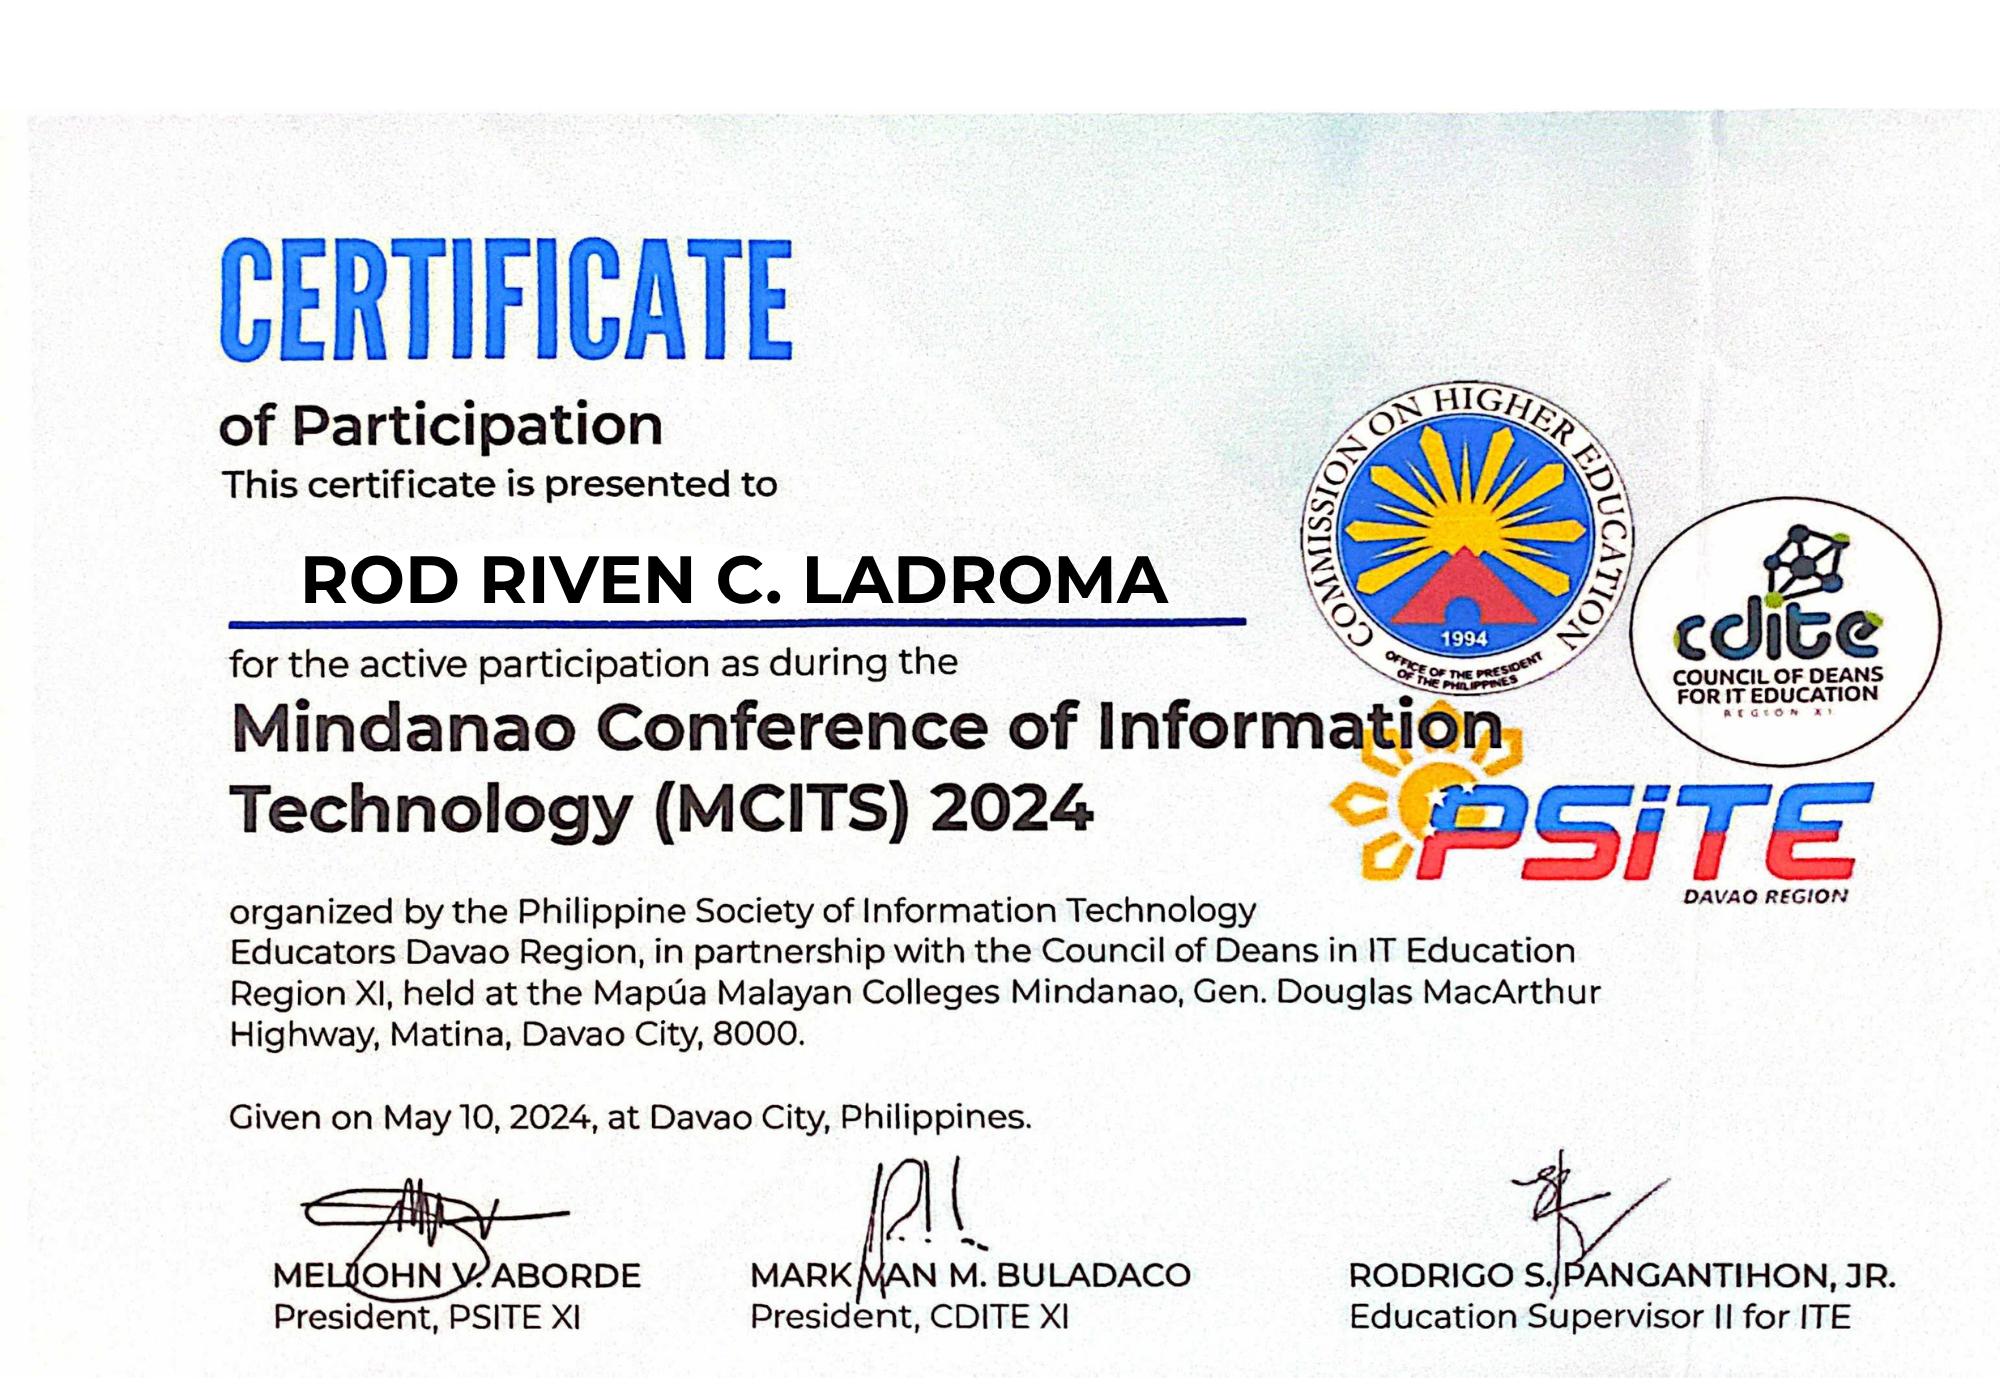 CERTIFICATE
of Participation
This certificate is presented to
ROD RIVEN C. LADROMA
for the active participation as during the
Mindanao Conference of Information
Technology (MCITS) 2024
organized by the Philippine Society of Information Technology
Educators Davao Region, in partnership with the Council of Deans in IT Education
Region XI, held at the Mapúa Malayan Colleges Mindanao, Gen. Douglas MacArthur
Highway, Matina, Davao City, 8000.
Given on May 10, 2024, at Davao City, Philippines.
COMMISSION ON HIGHER EDUCATION
1994
OFFICE OF THE PRESIDENT
OF THE PHILIPPINES
cdite
COUNCIL OF DEANS
FOR IT EDUCATION
REGION XI
PSiTE
DAVAO REGION
MELJOHN V. ABORDE
President, PSITE XI
MARK VAN M. BULADACO
President, CDITE XI
RODRIGO S. PANGANTIHON, JR.
Education Supervisor II for ITE